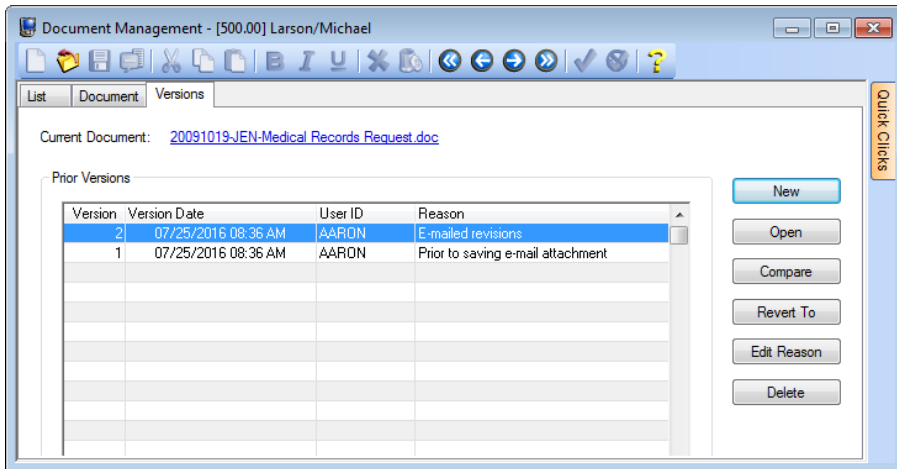 Document Management - [500.00] Larson/Michael
B I U ?
List Document Versions
Quick Clicks
Current Document: 20091019-JEN-Medical Records Request.doc
Prior Versions
Version Version Date User ID Reason
2 07/25/2016 08:36 AM AARON E-mailed revisions
1 07/25/2016 08:36 AM AARON Prior to saving e-mail attachment
New
Open
Compare
Revert To
Edit Reason
Delete